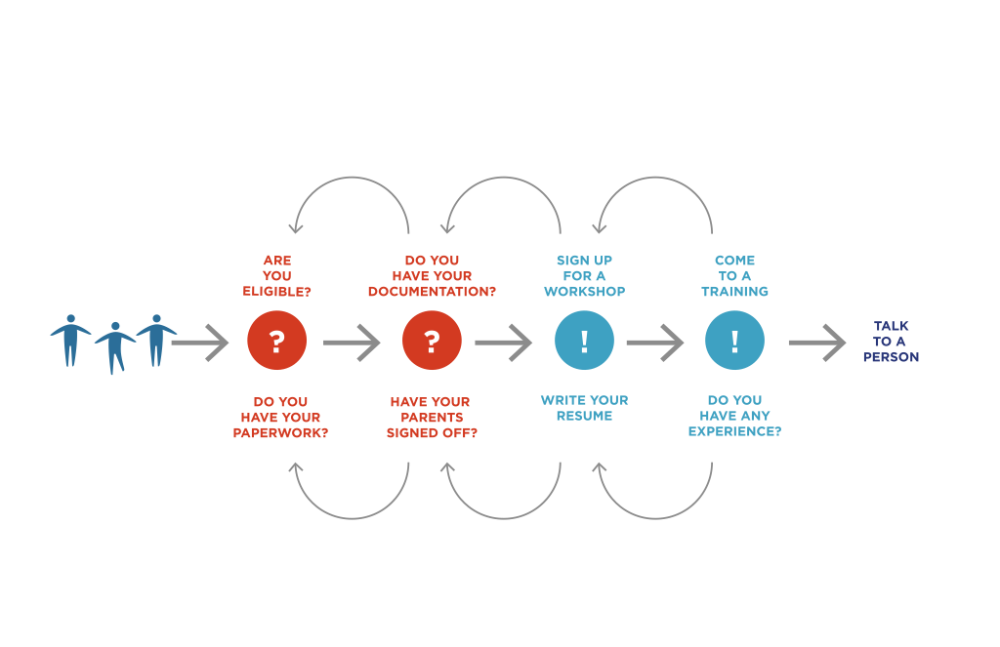 ARE
YOU
ELIGIBLE?
DO YOU
HAVE YOUR
DOCUMENTATION?
SIGN UP
FOR A
WORKSHOP
COME
TO A
TRAINING
?
?
!
!
TALK
TO A
PERSON
DO YOU
HAVE YOUR
PAPERWORK?
HAVE YOUR
PARENTS
SIGNED OFF?
WRITE YOUR
RESUME
DO YOU
HAVE ANY
EXPERIENCE?